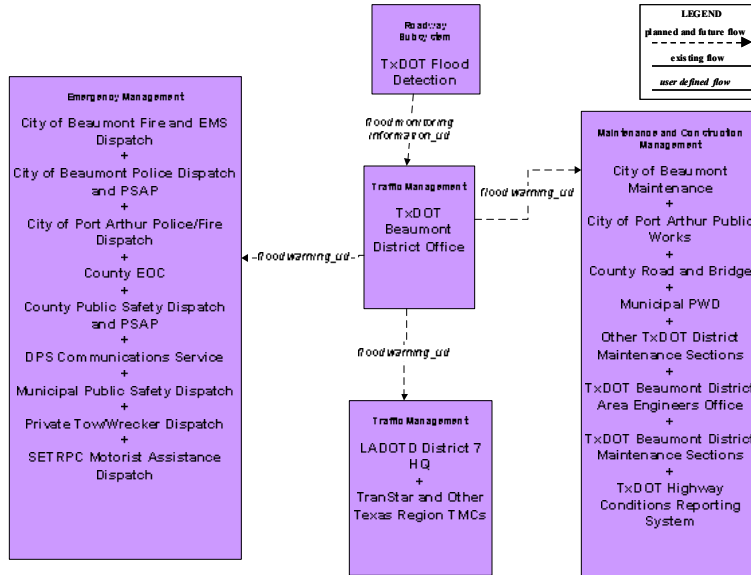 Roadway
Subsystem
TxDOT Flood
Detection
LEGEND
planned and future flow
existing flow
user defined flow
flood monitoring
information_ud
Emergency Management
City of Beaumont Fire and EMS
Dispatch
+
City of Beaumont Police Dispatch
and PSAP
+
City of Port Arthur Police/Fire
Dispatch
+
County EOC
+
County Public Safety Dispatch
and PSAP
+
DPS Communications Service
+
Municipal Public Safety Dispatch
+
Private Tow/Wrecker Dispatch
+
SETRPC Motorist Assistance
Dispatch
Traffic Management
TxDOT
Beaumont
District Office
flood warning_ud
flood warning_ud
flood warning_ud
Maintenance and Construction
Management
City of Beaumont
Maintenance
+
City of Port Arthur Public
Works
+
County Road and Bridge
+
Municipal PWD
+
Other TxDOT District
Maintenance Sections
+
TxDOT Beaumont District
Area Engineers Office
+
TxDOT Beaumont District
Maintenance Sections
+
TxDOT Highway
Conditions Reporting
System
Traffic Management
LADOTD District 7
HQ
+
TranStar and Other
Texas Region TMCs